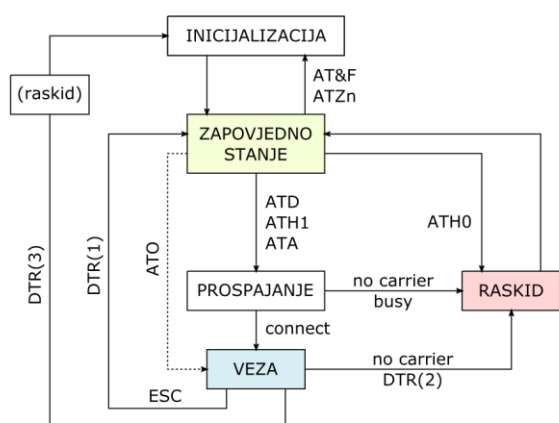 INICIJALIZACIJA
(raskid)
AT&F
ATZn
ZAPOVJEDNO
STANJE
DTR(3)
DTR(1)
ATO
ATD
ATH1
ATA
ATH0
PROSPAJANJE
no carrier
busy
RASKID
connect
VEZA
no carrier
DTR(2)
ESC